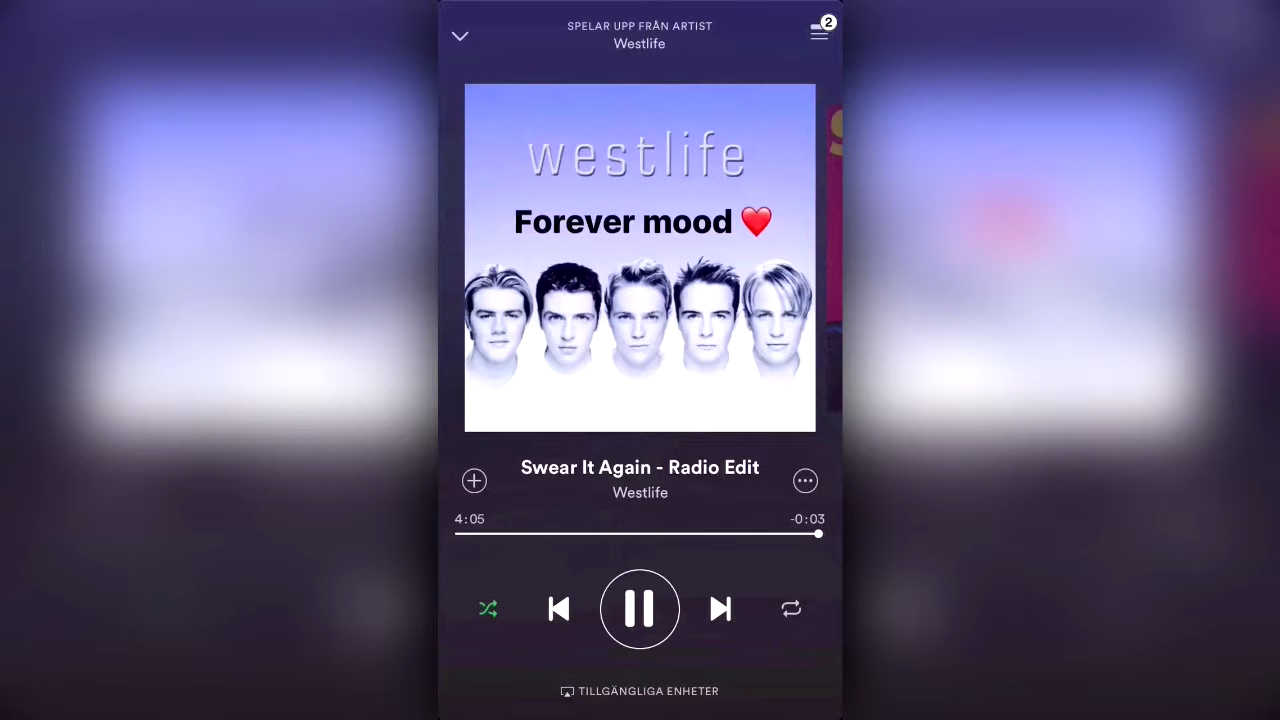 SPELAR UPP FRÅN ARTIST
Westlife
2
westlife
Forever mood ❤️
Swear It Again - Radio Edit
Westlife
4:05
-0:03
TILLGÄNGLIGA ENHETER